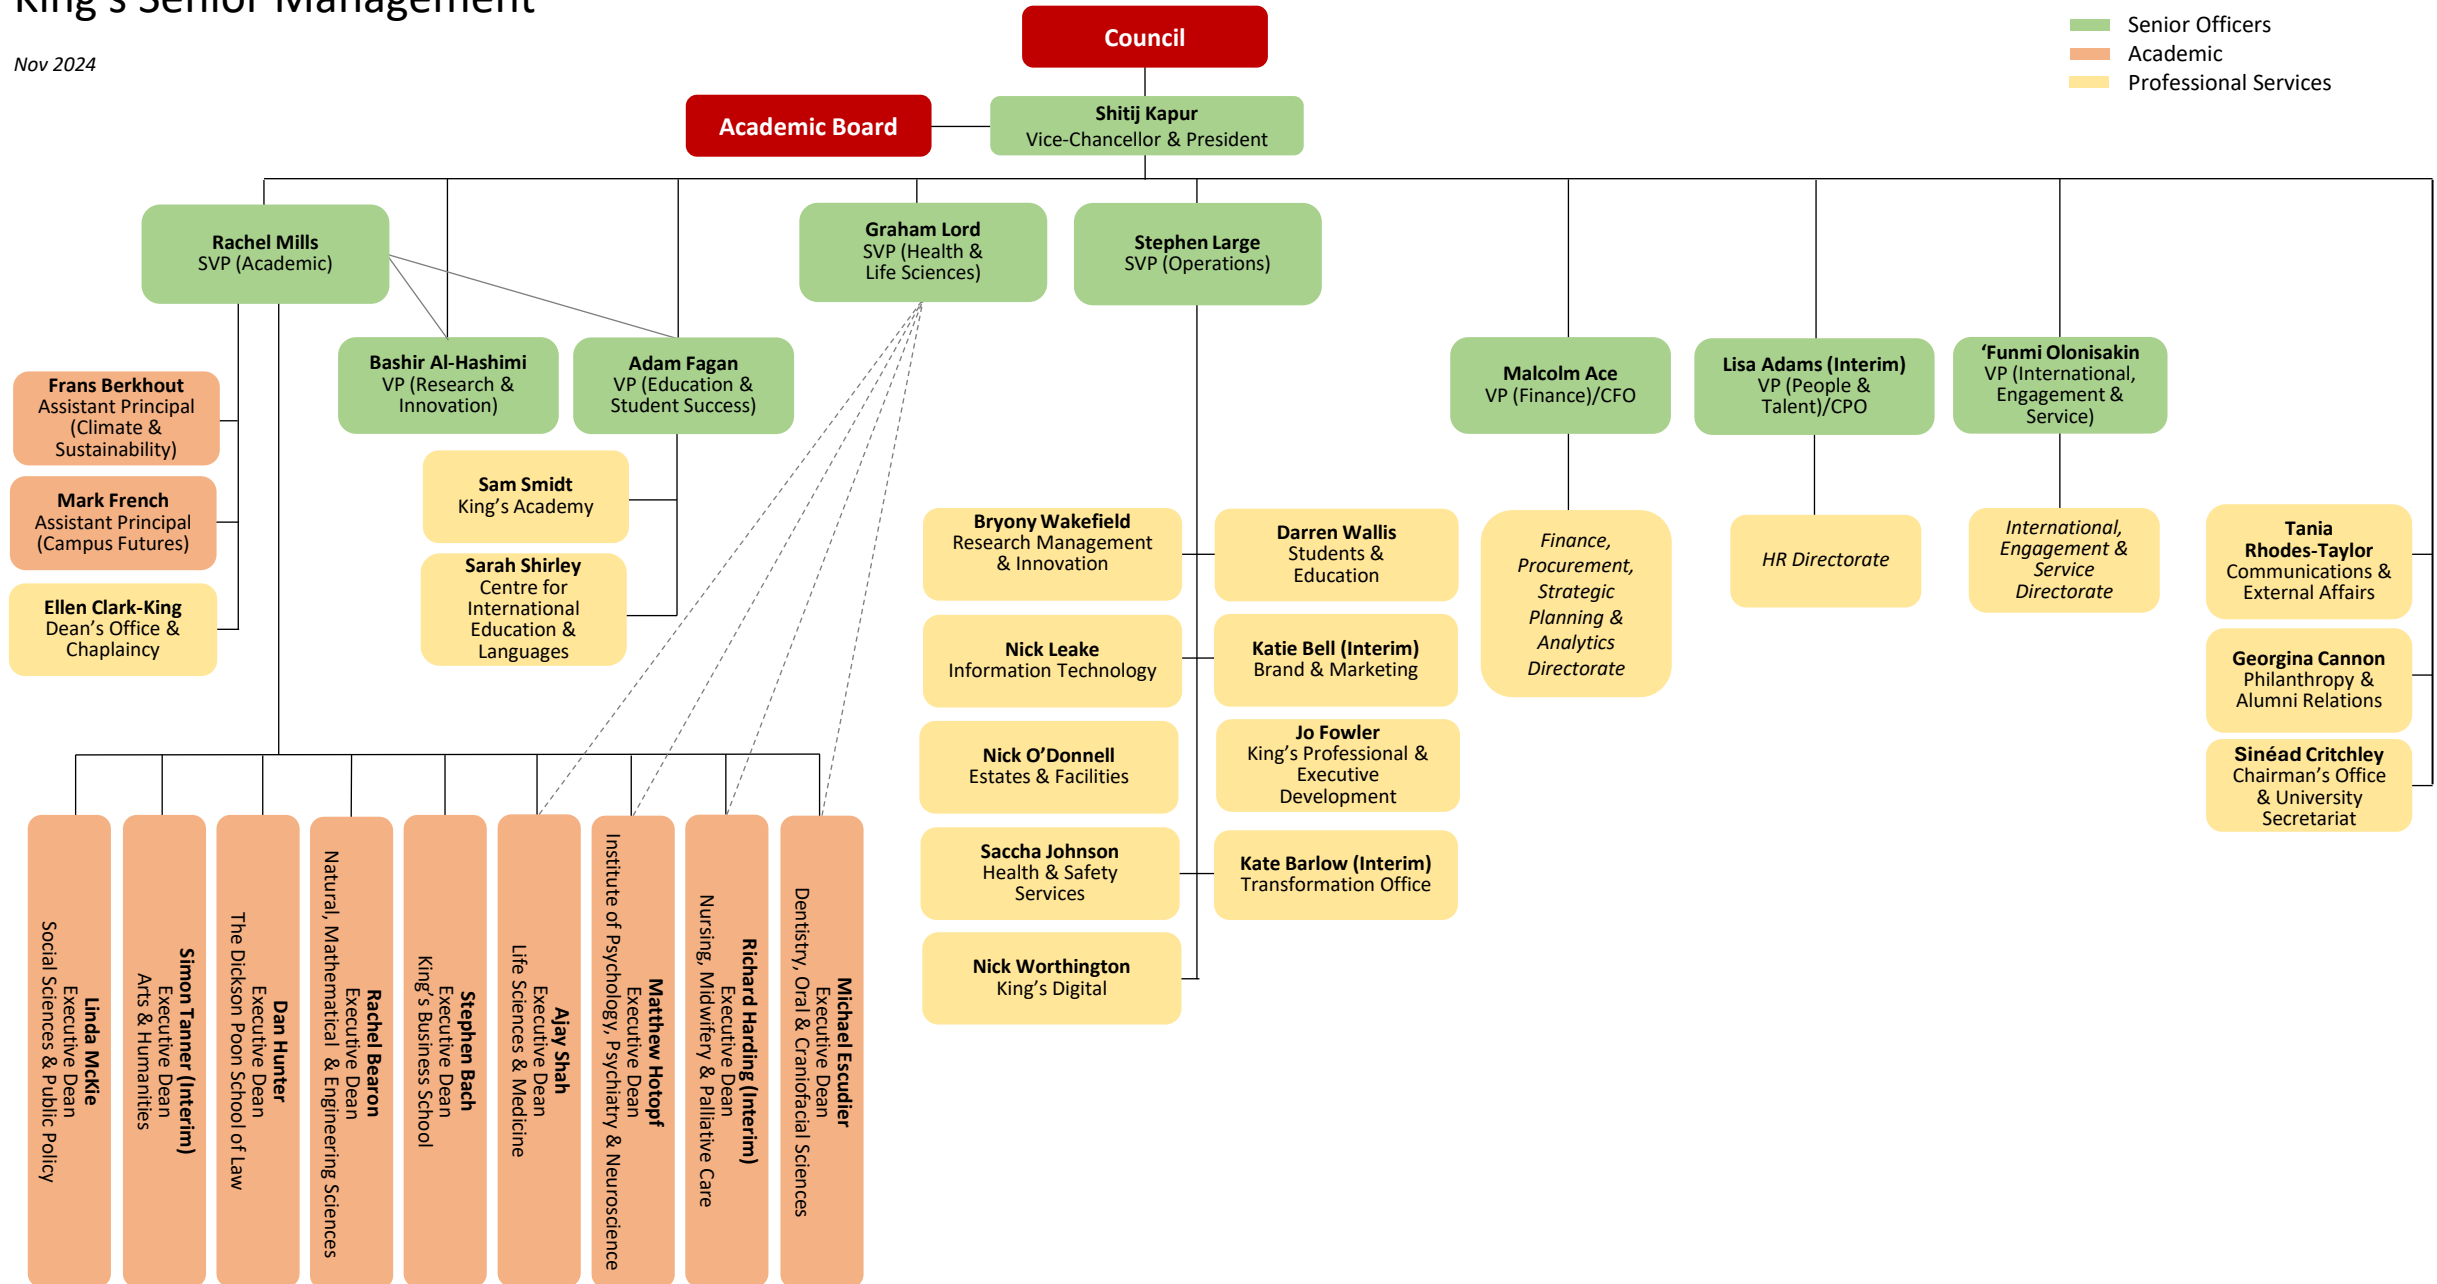 King's Senior Management
Nov 2024
Senior Officers
Academic
Professional Services
Council
Academic Board
Shitij Kapur
Vice-Chancellor & President
Rachel Mills
SVP (Academic)
Graham Lord
SVP (Health &
Life Sciences)
Stephen Large
SVP (Operations)
Bashir Al-Hashimi
VP (Research &
Innovation)
Adam Fagan
VP (Education &
Student Success)
Malcolm Ace
VP (Finance)/CFO
Lisa Adams (Interim)
VP (People &
Talent)/CPO
‘Funmi Olonisakin
VP (International,
Engagement &
Service)
Frans Berkhout
Assistant Principal
(Climate &
Sustainability)
Mark French
Assistant Principal
(Campus Futures)
Ellen Clark-King
Dean’s Office &
Chaplaincy
Sam Smidt
King’s Academy
Sarah Shirley
Centre for
International
Education &
Languages
Bryony Wakefield
Research Management
& Innovation
Darren Wallis
Students &
Education
Nick Leake
Information Technology
Katie Bell (Interim)
Brand & Marketing
Nick O’Donnell
Estates & Facilities
Jo Fowler
King’s Professional &
Executive
Development
Saccha Johnson
Health & Safety
Services
Kate Barlow (Interim)
Transformation Office
Nick Worthington
King’s Digital
Finance,
Procurement,
Strategic
Planning &
Analytics
Directorate
HR Directorate
International,
Engagement &
Service
Directorate
Tania
Rhodes-Taylor
Communications &
External Affairs
Georgina Cannon
Philanthropy &
Alumni Relations
Sinéad Critchley
Chairman’s Office
& University
Secretariat
Linda McKie
Executive Dean
Social Sciences & Public Policy
Simon Tanner (Interim)
Executive Dean
Arts & Humanities
Dan Hunter
Executive Dean
The Dickson Poon School of Law
Rachel Bearon
Executive Dean
Natural, Mathematical & Engineering Sciences
Stephen Bach
Executive Dean
King’s Business School
Ajay Shah
Executive Dean
Life Sciences & Medicine
Matthew Hotopf
Executive Dean
Institute of Psychology, Psychiatry & Neuroscience
Richard Harding (Interim)
Executive Dean
Nursing, Midwifery & Palliative Care
Michael Escudier
Executive Dean
Dentistry, Oral & Craniofacial Sciences